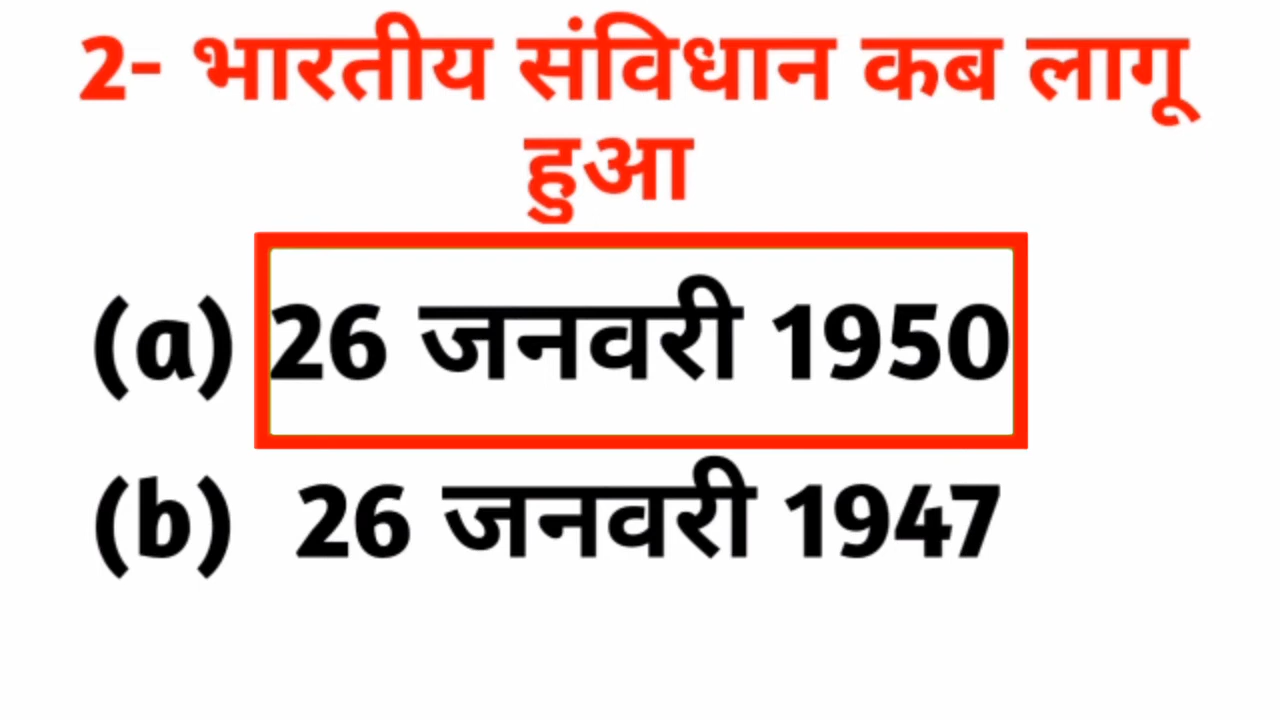 2- भारतीय संविधान कब लागू
हुआ
(a) 26 जनवरी 1950
(b) 26 जनवरी 1947